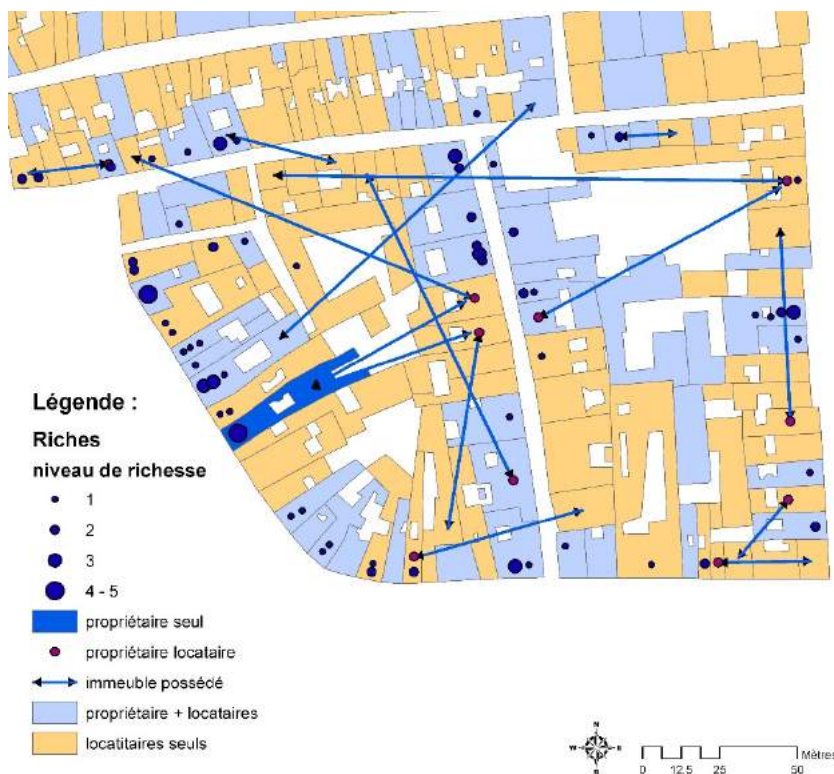 Légende :
Riches
niveau de richesse
1
2
3
4 - 5
propriétaire seul
propriétaire locataire
immeuble possédé
propriétaire + locataires
locatitaires seuls
N
W E
S
Mètres
0 12.5 25 50